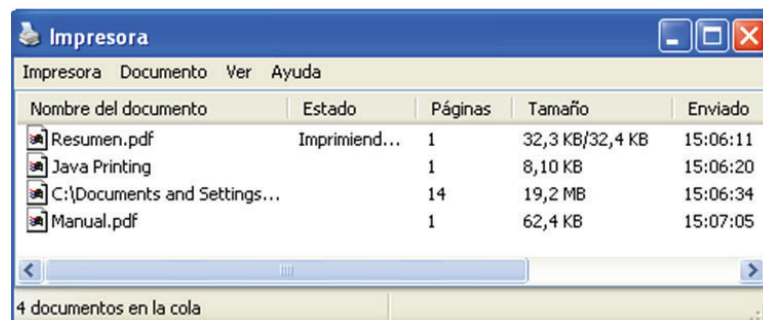 Impresora
Impresora Documento Ver Ayuda
Nombre del documento Estado Páginas Tamaño Enviado
Resumen.pdf Imprimiend... 1 32,3 KB/32,4 KB 15:06:11
Java Printing 1 8,10 KB 15:06:20
C:\Documents and Settings... 14 19,2 MB 15:06:34
Manual.pdf 1 62,4 KB 15:07:05
4 documentos en la cola